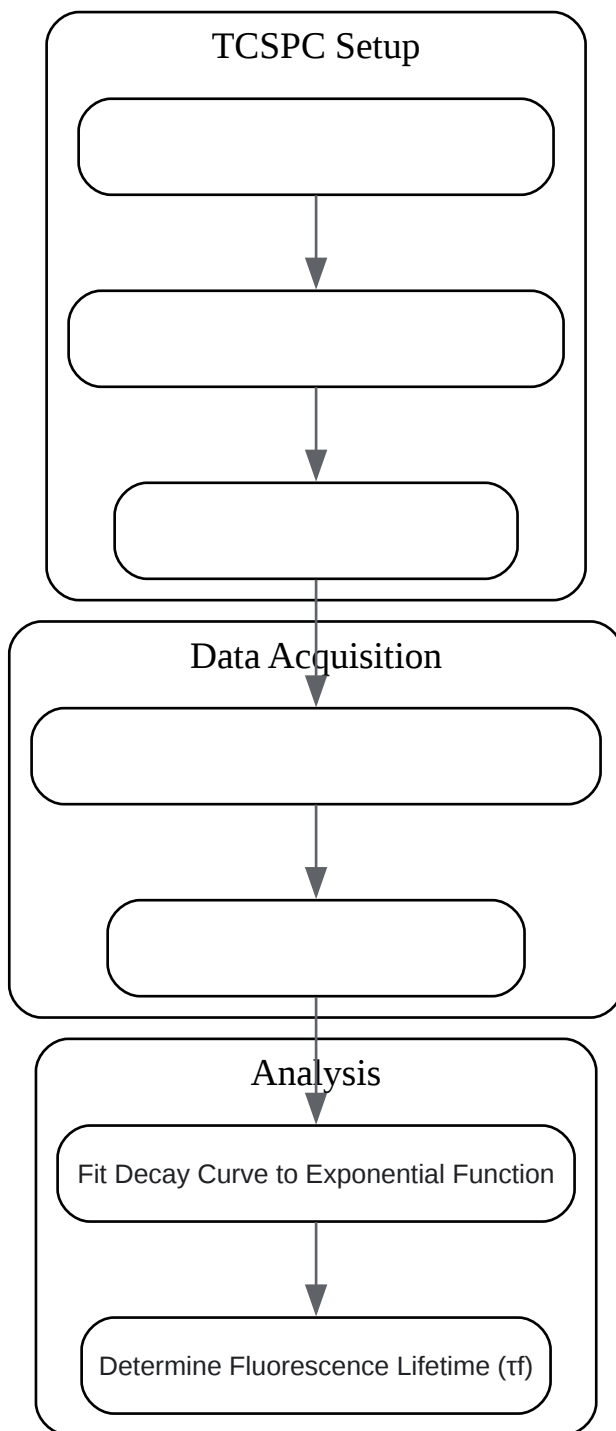 TCSPC Setup
Data Acquisition
Analysis
Fit Decay Curve to Exponential Function
Determine Fluorescence Lifetime (τf)